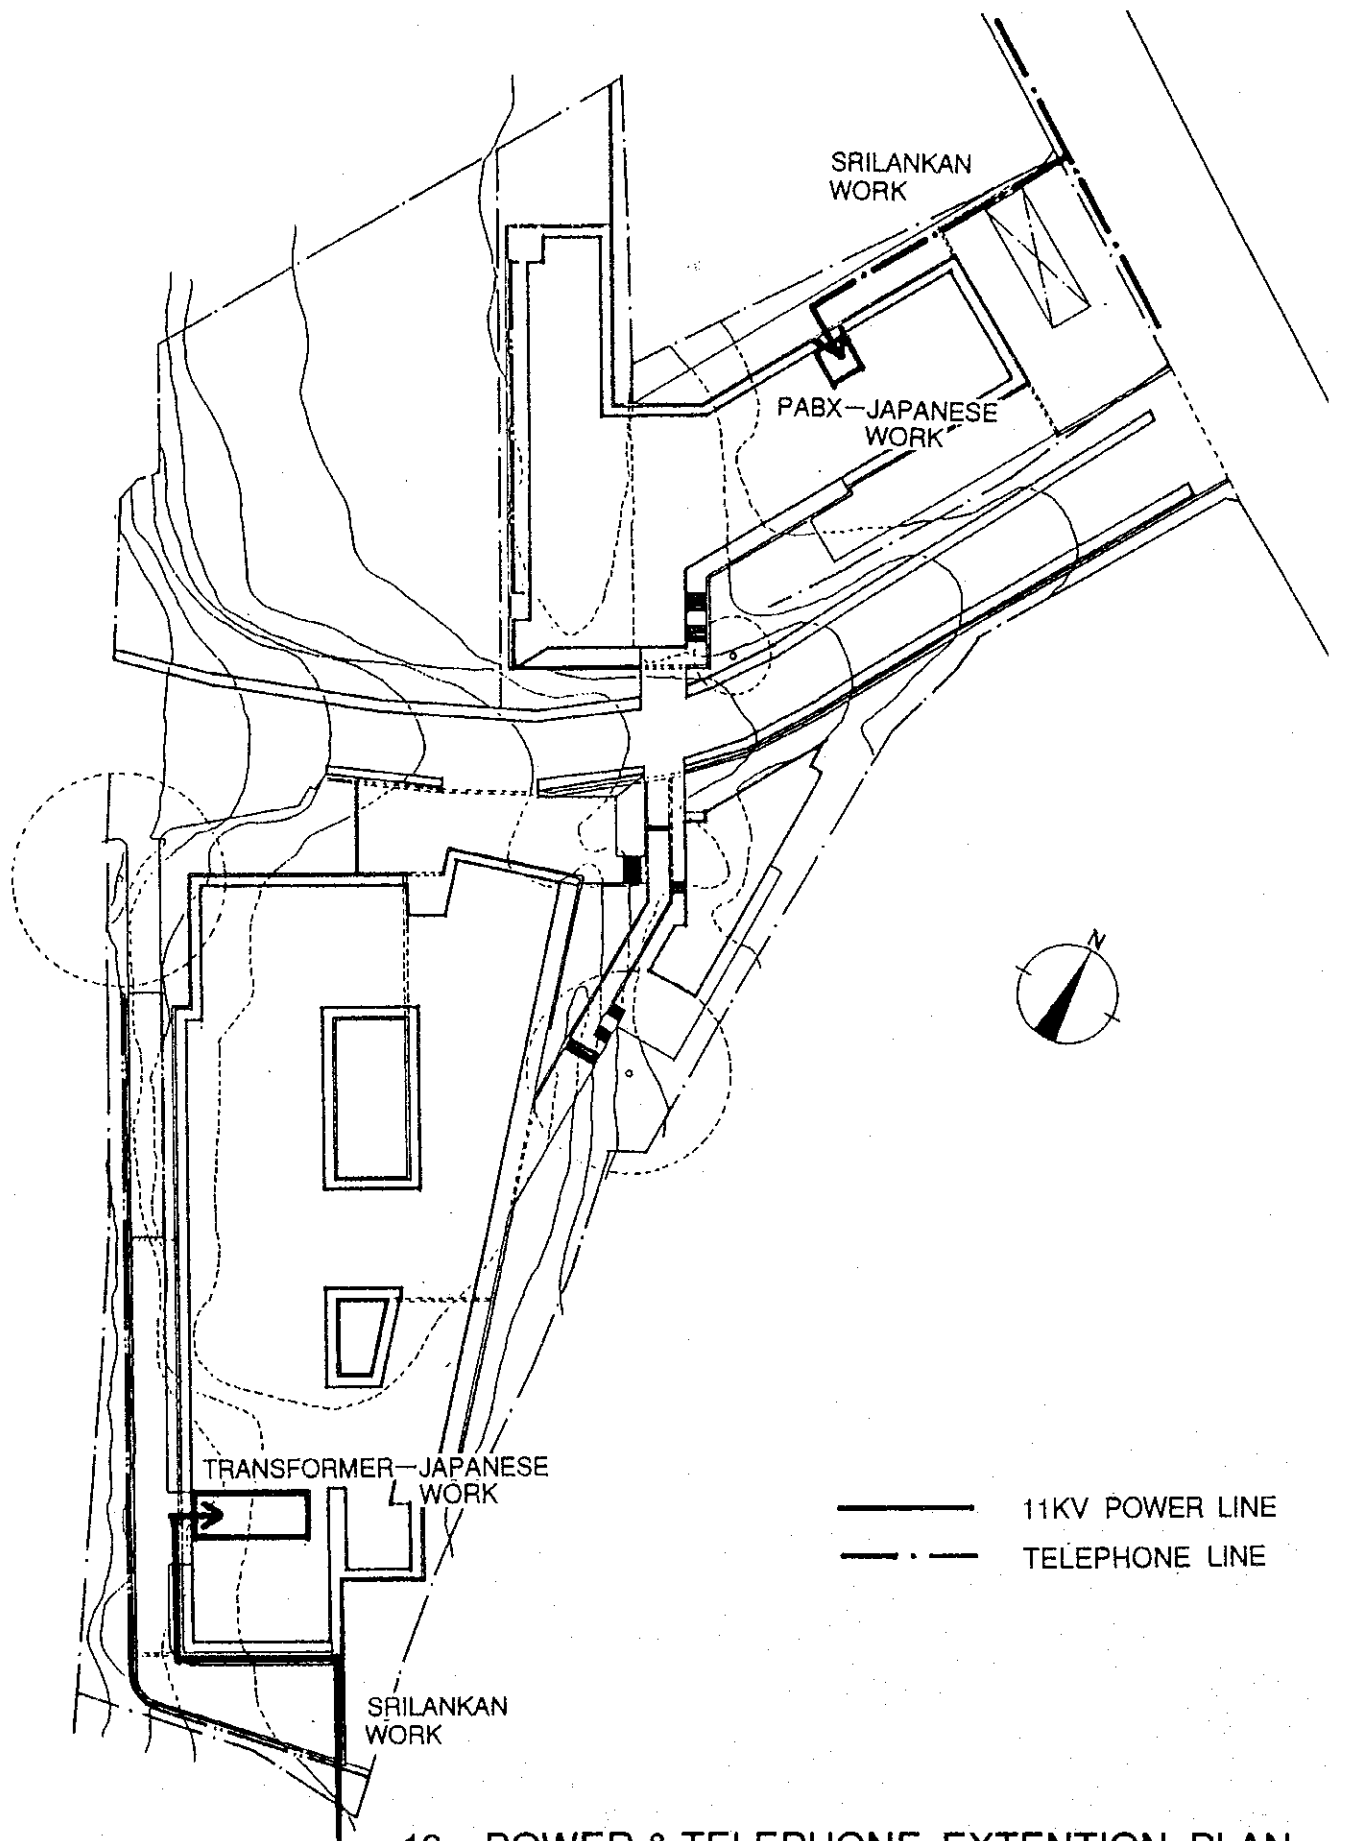 SRILANKAN
WORK
PABX—JAPANESE
WORK
N
TRANSFORMER—JAPANESE
WORK
11KV POWER LINE
TELEPHONE LINE
SRILANKAN
WORK
POWER & TELEPHONE EXTENTION PLAN